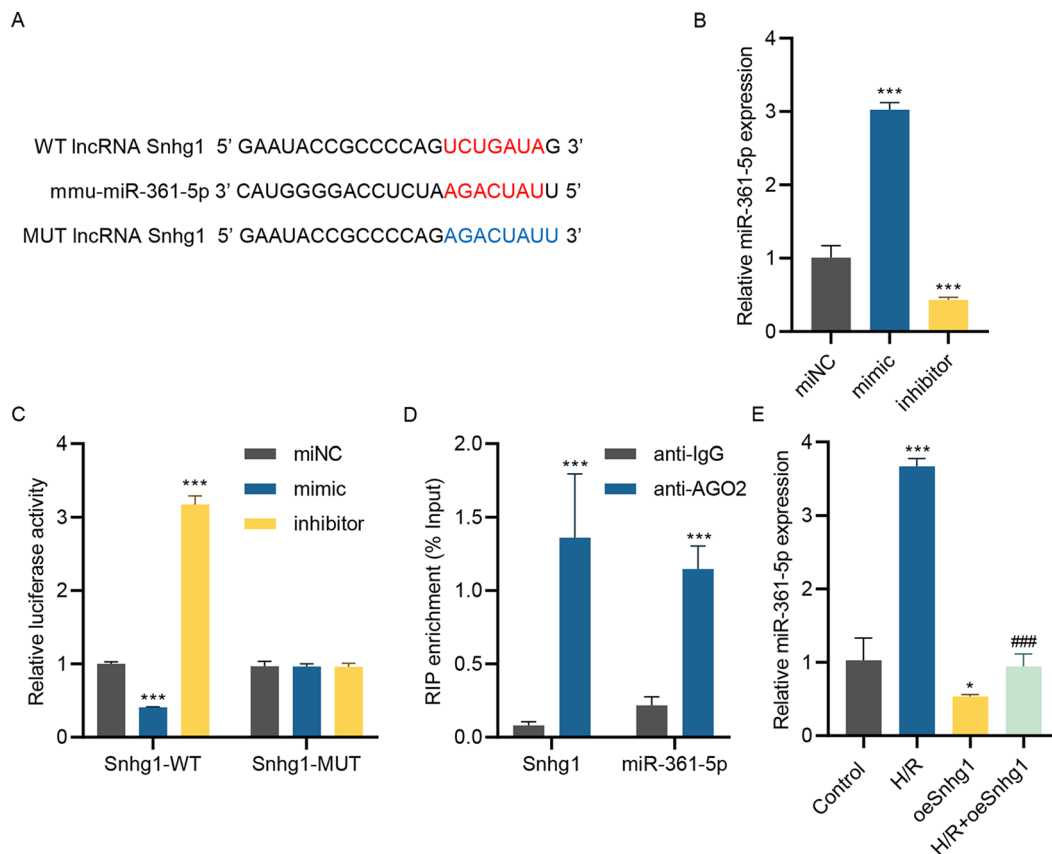 A
WT lncRNA Snhg1 5’ GAAUACCGCCCCAGUCUGAUAG 3’
mmu-miR-361-5p 3’ CAUGGGGACCUCUAAGACUAUU 5’
MUT lncRNA Snhg1 5’ GAAUACCGCCCCAGAGACUAUU 3’
B
Relative miR-361-5p expression
4
3
2
1
0
***
***
miNC
mimic
inhibitor
C
Relative luciferase activity
4
3
2
1
0
miNC
mimic
inhibitor
***
***
Snhg1-WT
Snhg1-MUT
D
RIP enrichment (% Input)
2.0
1.5
1.0
0.5
0.0
anti-IgG
anti-AGO2
***
***
Snhg1
miR-361-5p
E
Relative miR-361-5p expression
4
3
2
1
0
***
*
###
Control
H/R
oeSnhg1
H/R+oeSnhg1